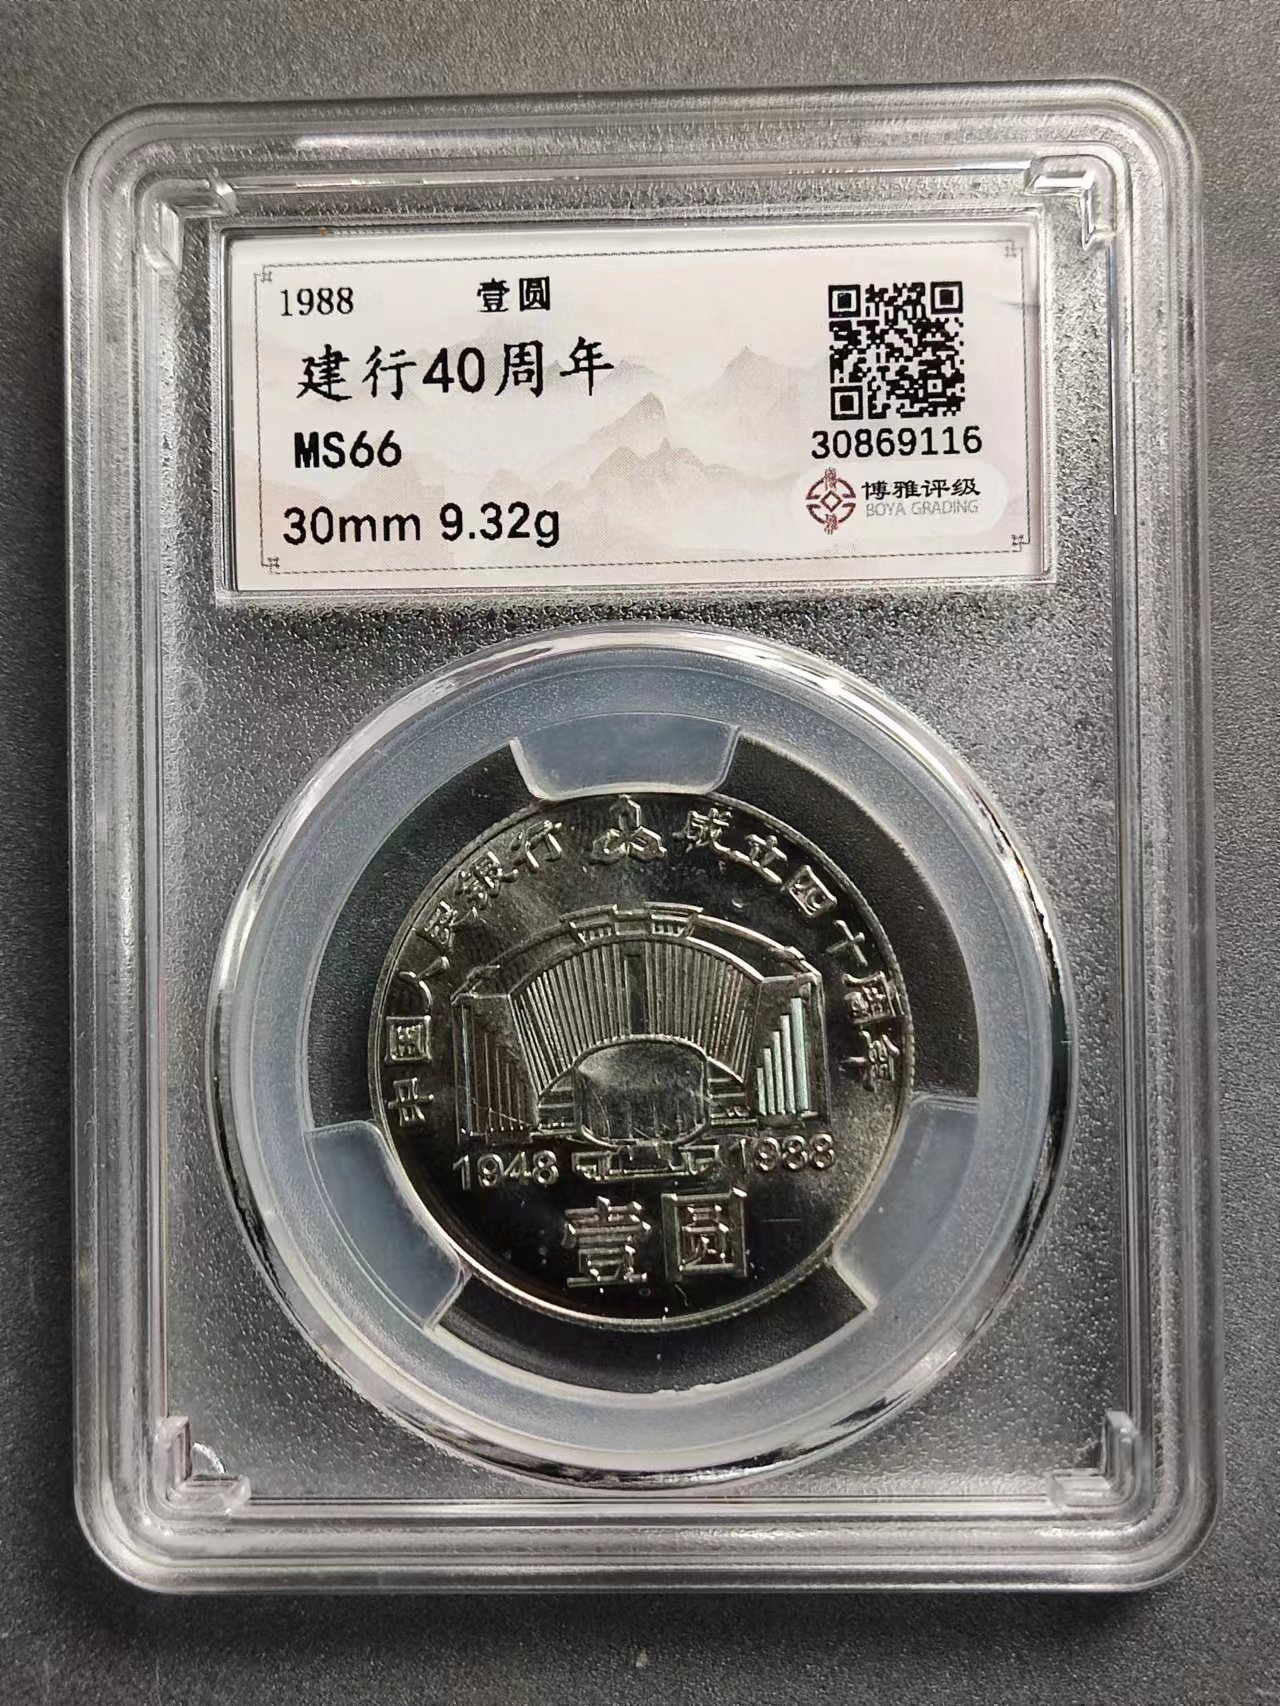 1988 壹圆
建行40周年
MS66
30mm 9.32g
30869116
博雅评级
BOYA GRADING
中国人民银行 成立四十周年
1948 1988
壹圆